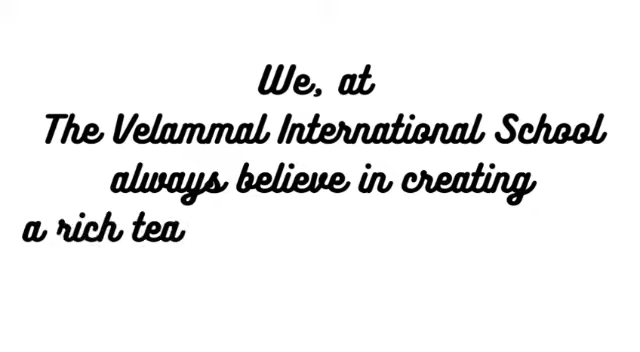 We, at
The Velammal International School
always believe in creating
a rich tea